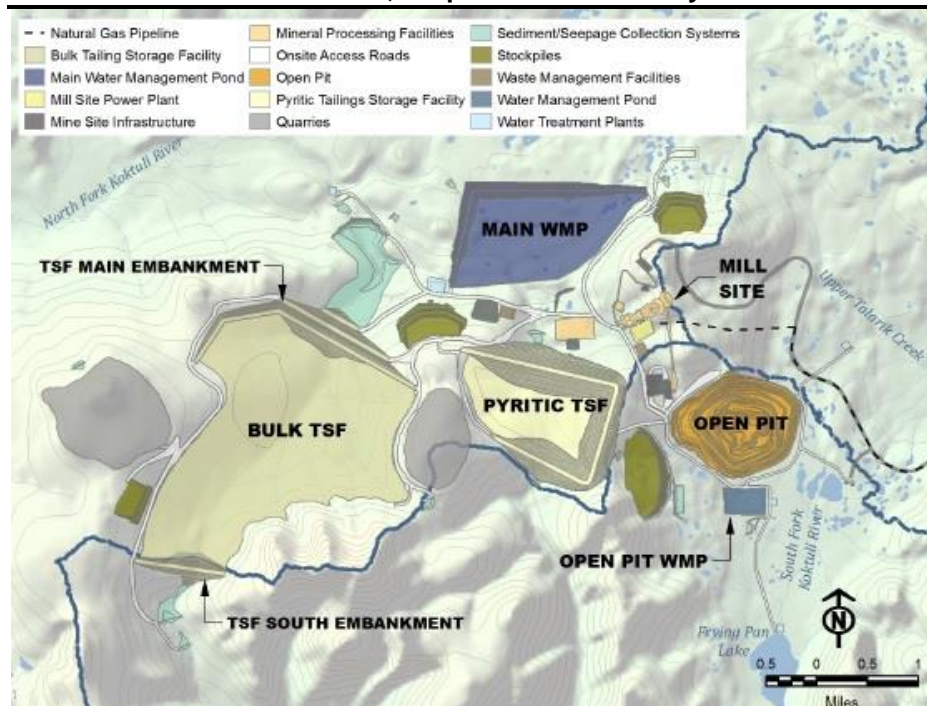 Natural Gas Pipeline
Bulk Tailing Storage Facility
Main Water Management Pond
Mill Site Power Plant
Mine Site Infrastructure
Mineral Processing Facilities
Onsite Access Roads
Open Pit
Pyritic Tailings Storage Facility
Quarries
Sediment/Seepage Collection Systems
Stockpiles
Waste Management Facilities
Water Management Pond
Water Treatment Plants
North Fork Koktuli River
MAIN WMP
TSF MAIN EMBANKMENT
MILL
SITE
Upper Talarik Creek
BULK TSF
PYRITIC TSF
OPEN PIT
OPEN PIT WMP
South Fork
Koktuli River
TSF SOUTH EMBANKMENT
Frying Pan
Lake
N
0.5 0 0.5 1
Miles